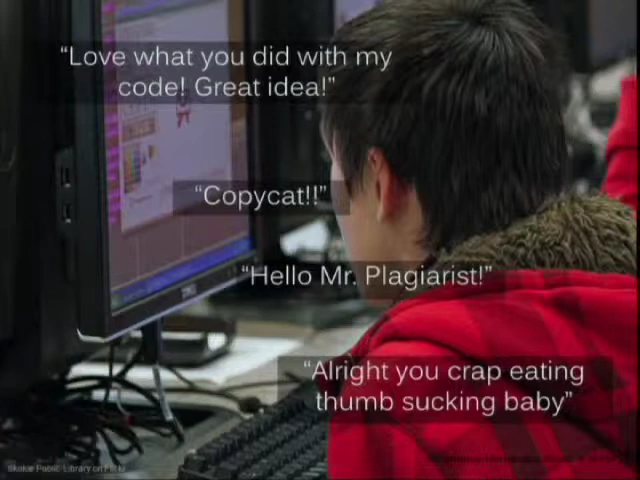 “Love what you did with my
code! Great idea!”
“Copycat!!”
“Hello Mr. Plagiarist!”
“Alright you crap eating
thumb sucking baby”
Skokie Public Library on Flickr